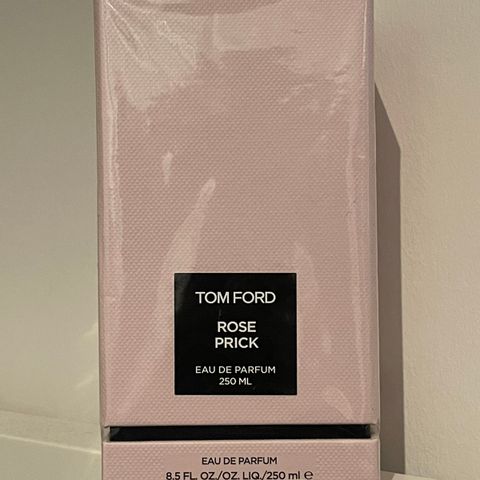 TOM FORD
ROSE
PRICK
EAU DE PARFUM
250 ML
EAU DE PARFUM
8.5 FL. OZ./OZ. LIQ./250 ml ℮